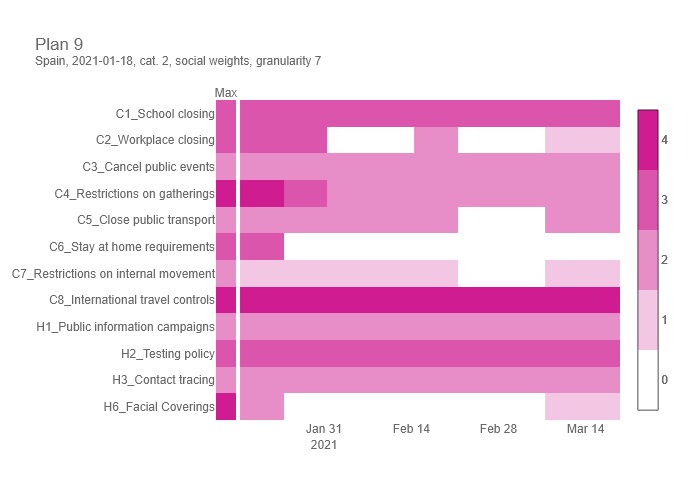 Plan 9
Spain, 2021-01-18, cat. 2, social weights, granularity 7
Max
C1_School closing
C2_Workplace closing
C3_Cancel public events
C4_Restrictions on gatherings
C5_Close public transport
C6_Stay at home requirements
C7_Restrictions on internal movement
C8_International travel controls
H1_Public information campaigns
H2_Testing policy
H3_Contact tracing
H6_Facial Coverings
Jan 31 Feb 14 Feb 28 Mar 14
2021
4
3
2
1
0